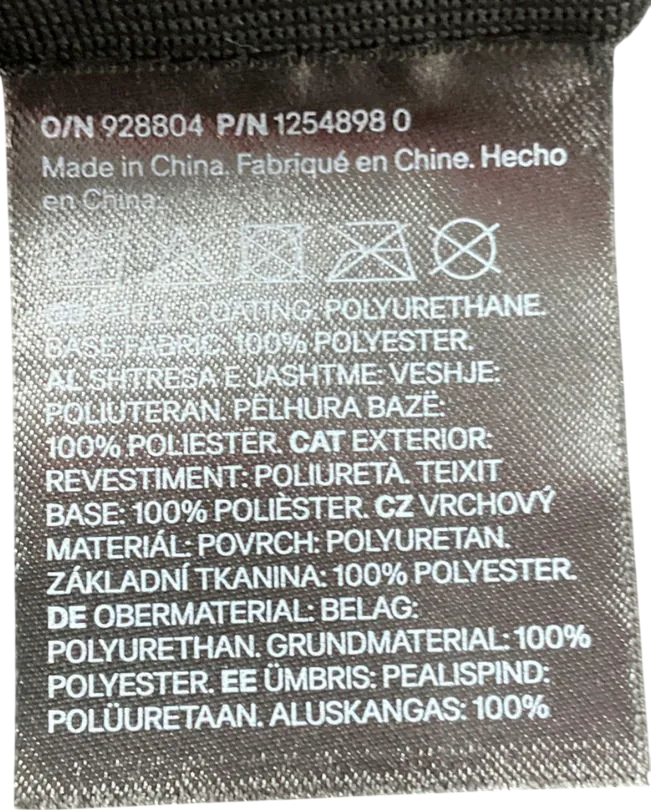 O/N 928804 P/N 1254898 0
Made in China. Fabriqué en Chine. Hecho
en China.
SHELL: COATING: POLYURETHANE.
BASE FABRIC: 100% POLYESTER.
AL SHTRESA E JASHTME: VESHJE:
POLIUTERAN. PËLHURA BAZË:
100% POLIESTËR. CAT EXTERIOR:
REVESTIMENT: POLIURETÀ. TEIXIT
BASE: 100% POLIÈSTER. CZ VRCHOVÝ
MATERIÁL: POVRCH: POLYURETAN.
ZÁKLADNÍ TKANINA: 100% POLYESTER.
DE OBERMATERIAL: BELAG:
POLYURETHAN. GRUNDMATERIAL: 100%
POLYESTER. EE ÜMBRIS: PEALISPIND:
POLÜURETAAN. ALUSKANGAS: 100%